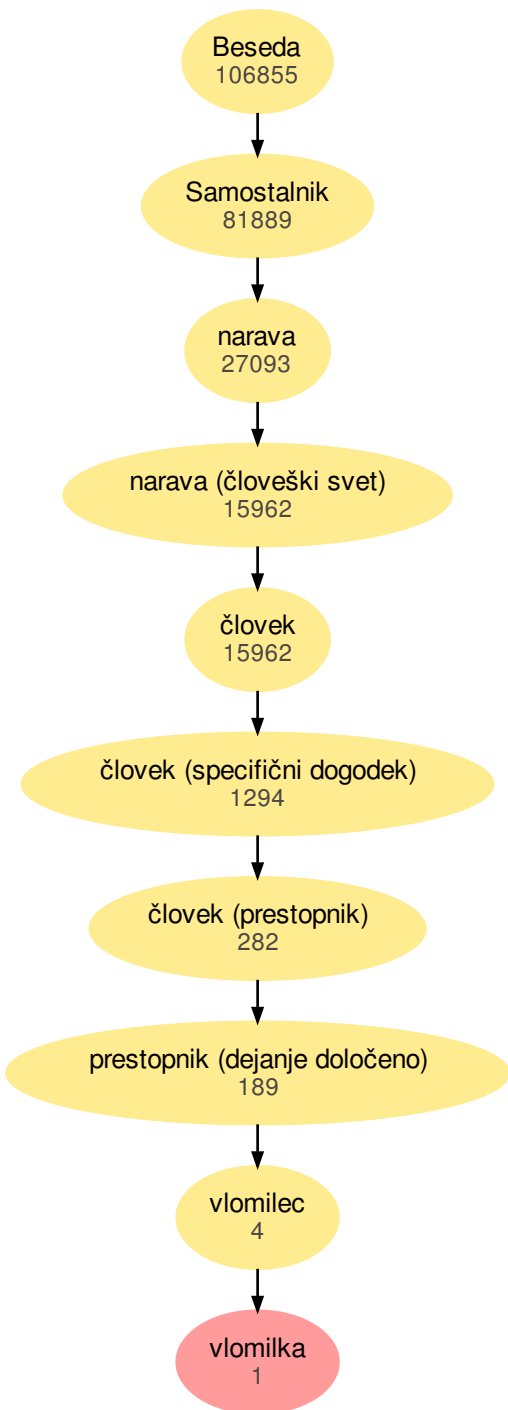 Beseda
106855
Samostalnik
81889
narava
27093
narava (človeški svet)
15962
človek
15962
človek (specifični dogodek)
1294
človek (prestopnik)
282
prestopnik (dejanje določeno)
189
vlomilec
4
vlomilka
1